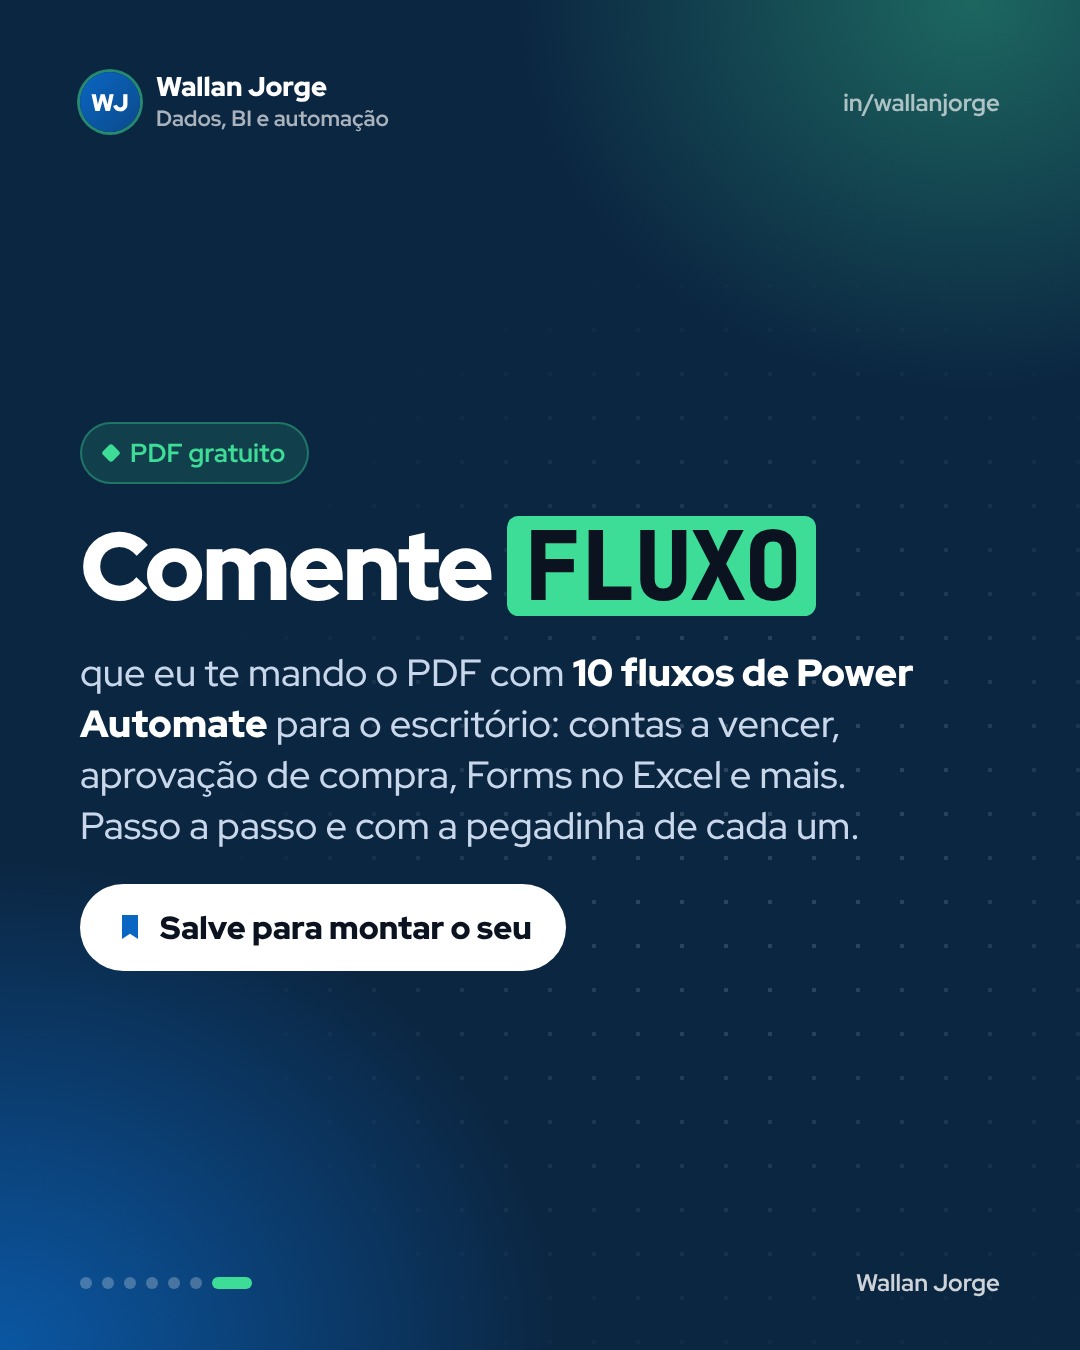 WJ
Wallan Jorge
Dados, BI e automação
in/wallanjorge
PDF gratuito
Comente FLUXO
que eu te mando o PDF com 10 fluxos de Power
Automate para o escritório: contas a vencer,
aprovação de compra, Forms no Excel e mais.
Passo a passo e com a pegadinha de cada um.
Salve para montar o seu
Wallan Jorge